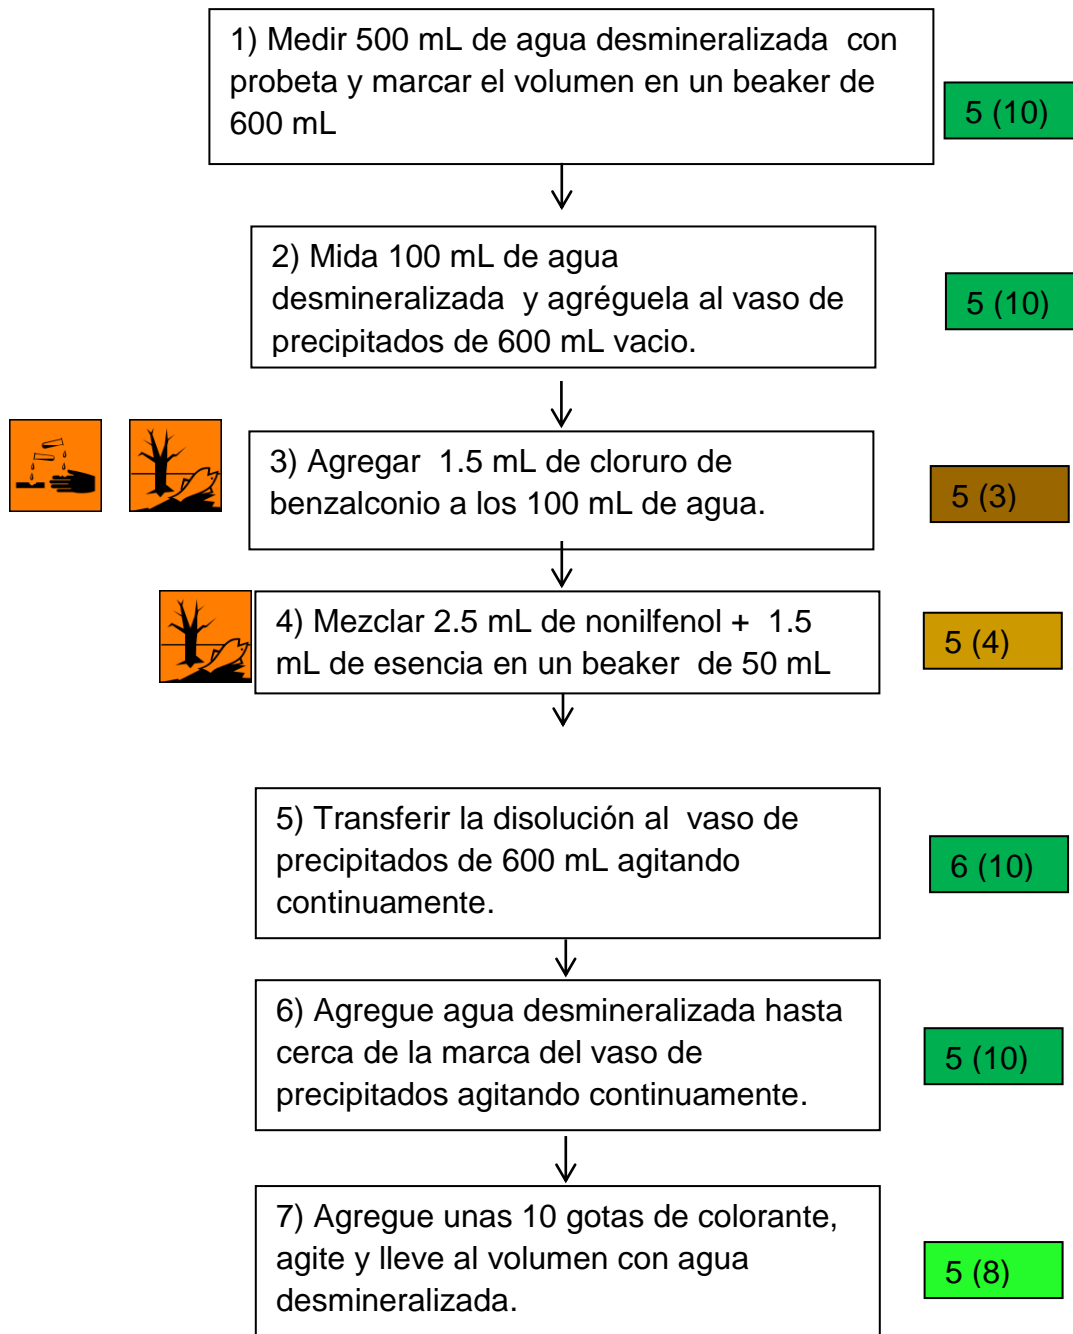 1) Medir 500 mL de agua desmineralizada  con
probeta y marcar el volumen en un beaker de
600 mL
5 (10)
2) Mida 100 mL de agua
desmineralizada  y agréguela al vaso de
precipitados de 600 mL vacio.
5 (10)
3) Agregar  1.5 mL de cloruro de
benzalconio a los 100 mL de agua.
5 (3)
4) Mezclar 2.5 mL de nonilfenol +  1.5
mL de esencia en un beaker  de 50 mL
5 (4)
5) Transferir la disolución al  vaso de
precipitados de 600 mL agitando
continuamente.
6 (10)
6) Agregue agua desmineralizada hasta
cerca de la marca del vaso de
precipitados agitando continuamente.
5 (10)
7) Agregue unas 10 gotas de colorante,
agite y lleve al volumen con agua
desmineralizada.
5 (8)